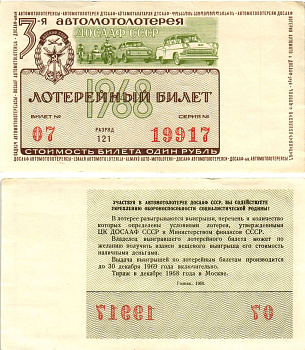 3-я АВТОМОТОЛОТЕРЕЯ
ДОСААФ СССР
1968
ЛОТЕРЕЙНЫЙ БИЛЕТ
БИЛЕТ № РАЗРЯД СЕРИЯ №
07 121 19917
СТОИМОСТЬ БИЛЕТА ОДИН РУБЛЬ
УЧАСТВУЯ В АВТОМОТОЛОТЕРЕЕ ДОСААФ СССР, ВЫ СОДЕЙСТВУЕТЕ
УКРЕПЛЕНИЮ ОБОРОНОСПОСОБНОСТИ СОЦИАЛИСТИЧЕСКОЙ РОДИНЫ!
В лотерее разыгрываются выигрыши, перечень и количество
которых определены условиями лотереи, утвержденными
ЦК ДОСААФ СССР и Министерством финансов СССР.
Владелец выигравшего лотерейного билета может по
желанию получить взамен вещевого выигрыша его стоимость
наличными деньгами.
Выдача выигрышей по лотерейным билетам производится
до 30 декабря 1969 года включительно.
Тираж в декабре 1968 года в Москве.
Гознак. 1968.
19917 07